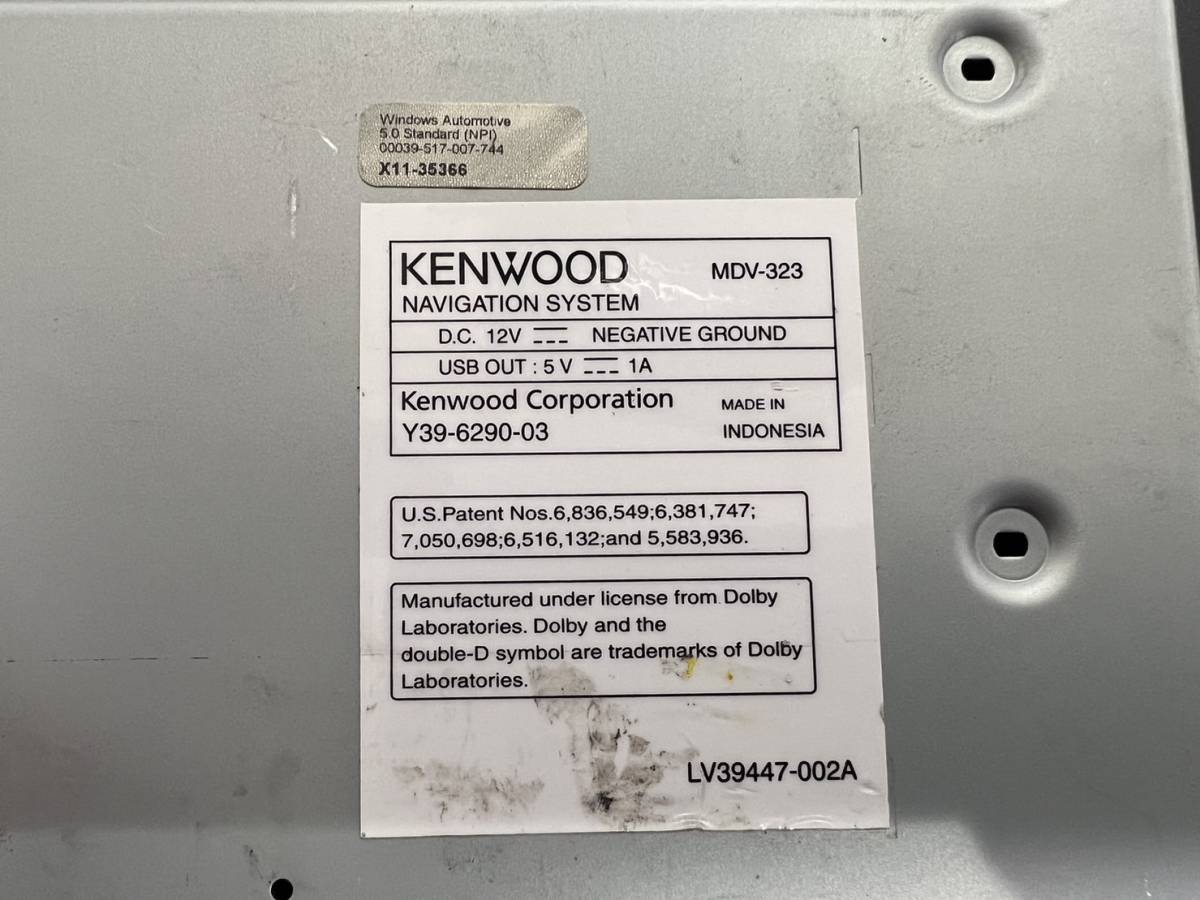 Windows Automotive
5.0 Standard (NPI)
00039-517-007-744
X11-35366
KENWOOD MDV-323
NAVIGATION SYSTEM
D.C. 12V NEGATIVE GROUND
USB OUT : 5 V 1A
Kenwood Corporation MADE IN
Y39-6290-03 INDONESIA
U.S.Patent Nos.6,836,549;6,381,747;
7,050,698;6,516,132;and 5,583,936.
Manufactured under license from Dolby
Laboratories. Dolby and the
double-D symbol are trademarks of Dolby
Laboratories.
LV39447-002A